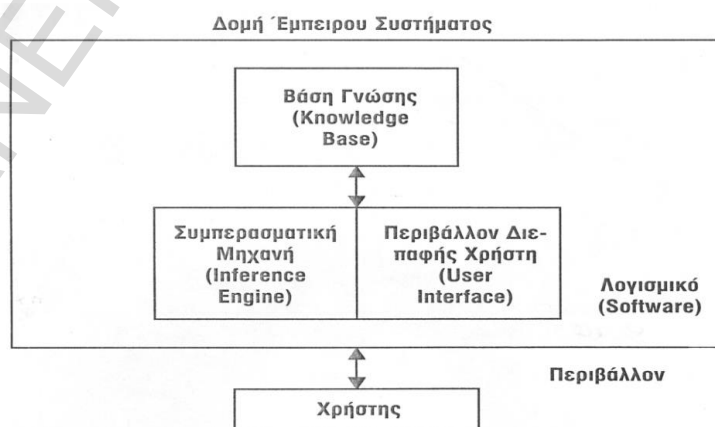 Δομή Έμπειρου Συστήματος
Βάση Γνώσης
(Knowledge
Base)
Συμπερασματική
Μηχανή
(Inference
Engine)
Περιβάλλον Διε-
παφής Χρήστη
(User
Interface)
Λογισμικό
(Software)
Περιβάλλον
Χρήστης